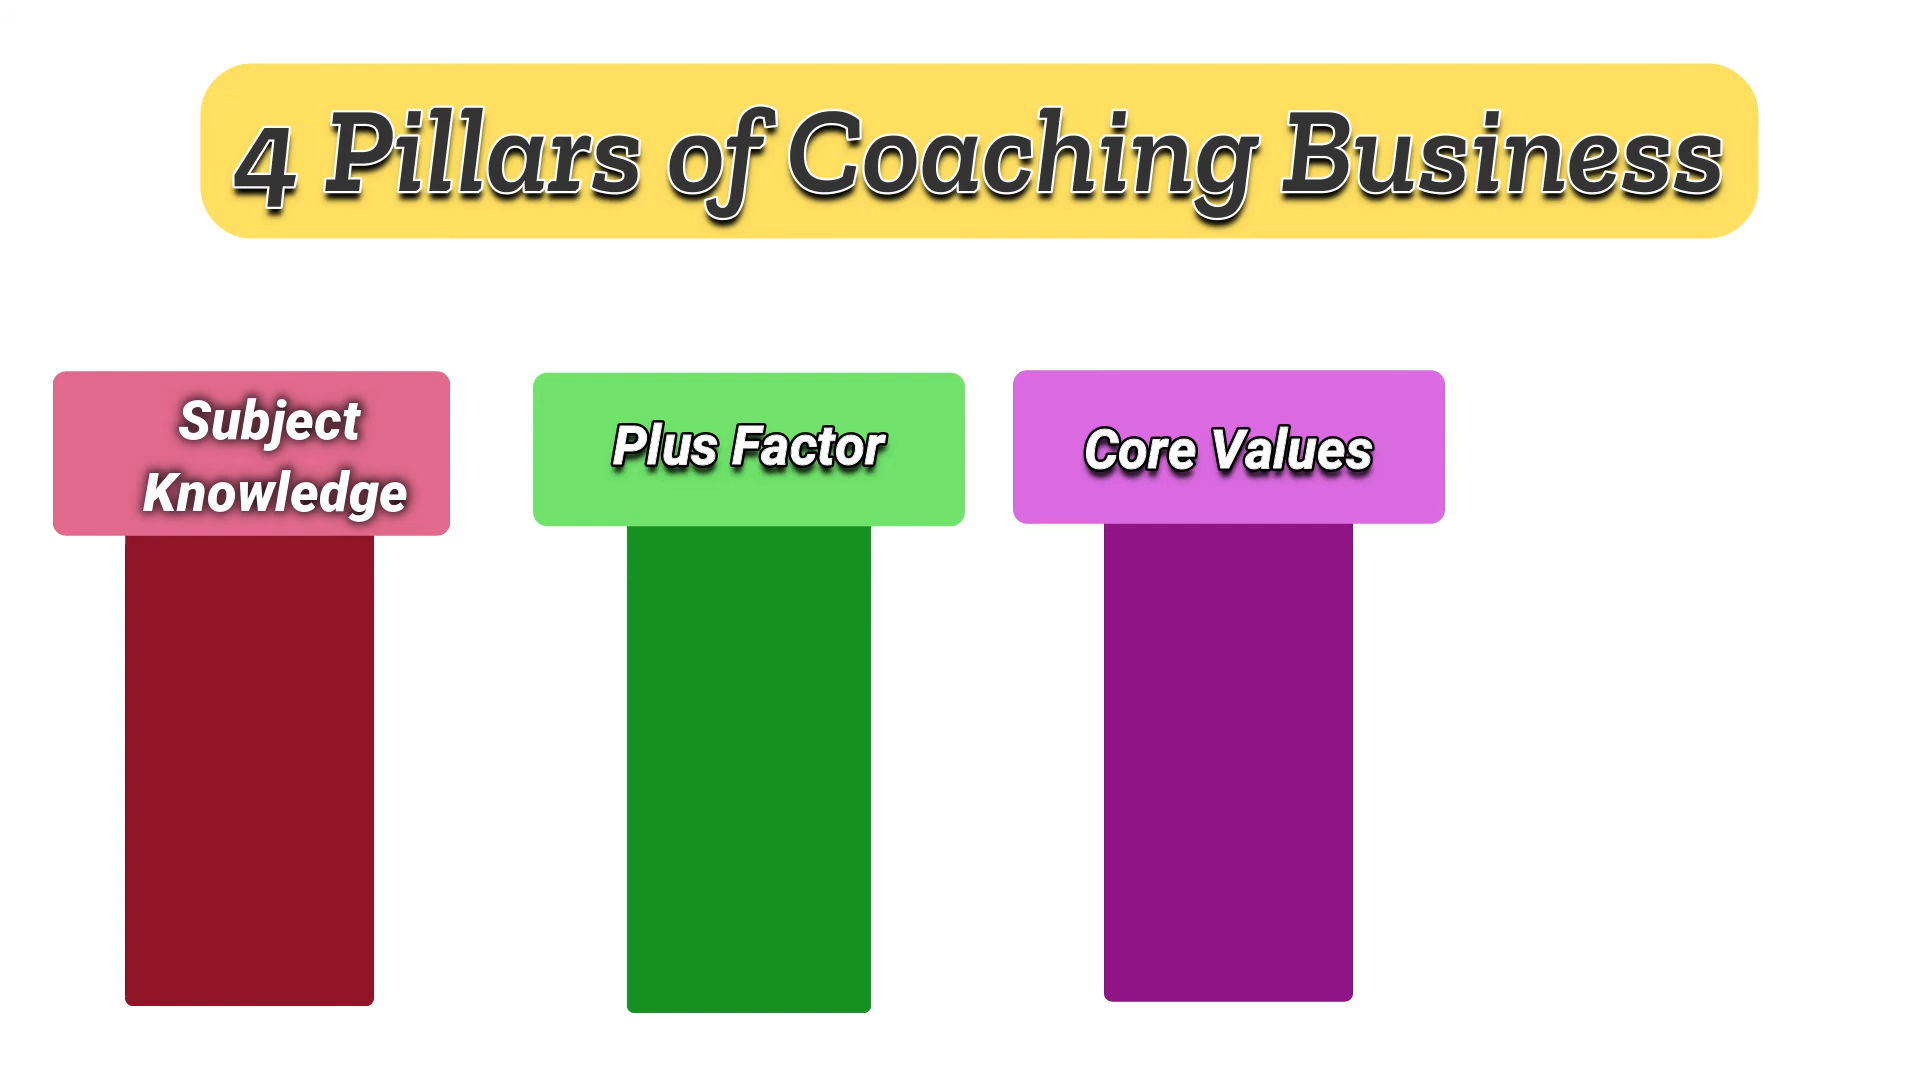 4 Pillars of Coaching Business
Subject
Knowledge
Plus Factor
Core Values